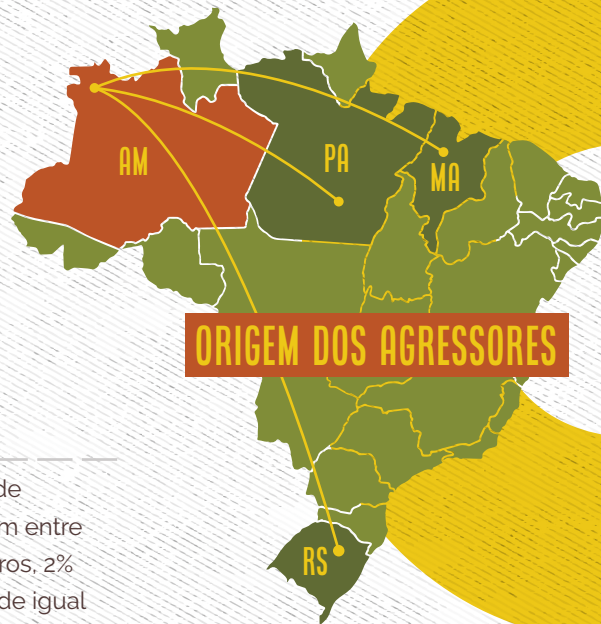 AM
PA
MA
ORIGEM DOS AGRESSORES
de
m entre
ros, 2%
de igual
RS